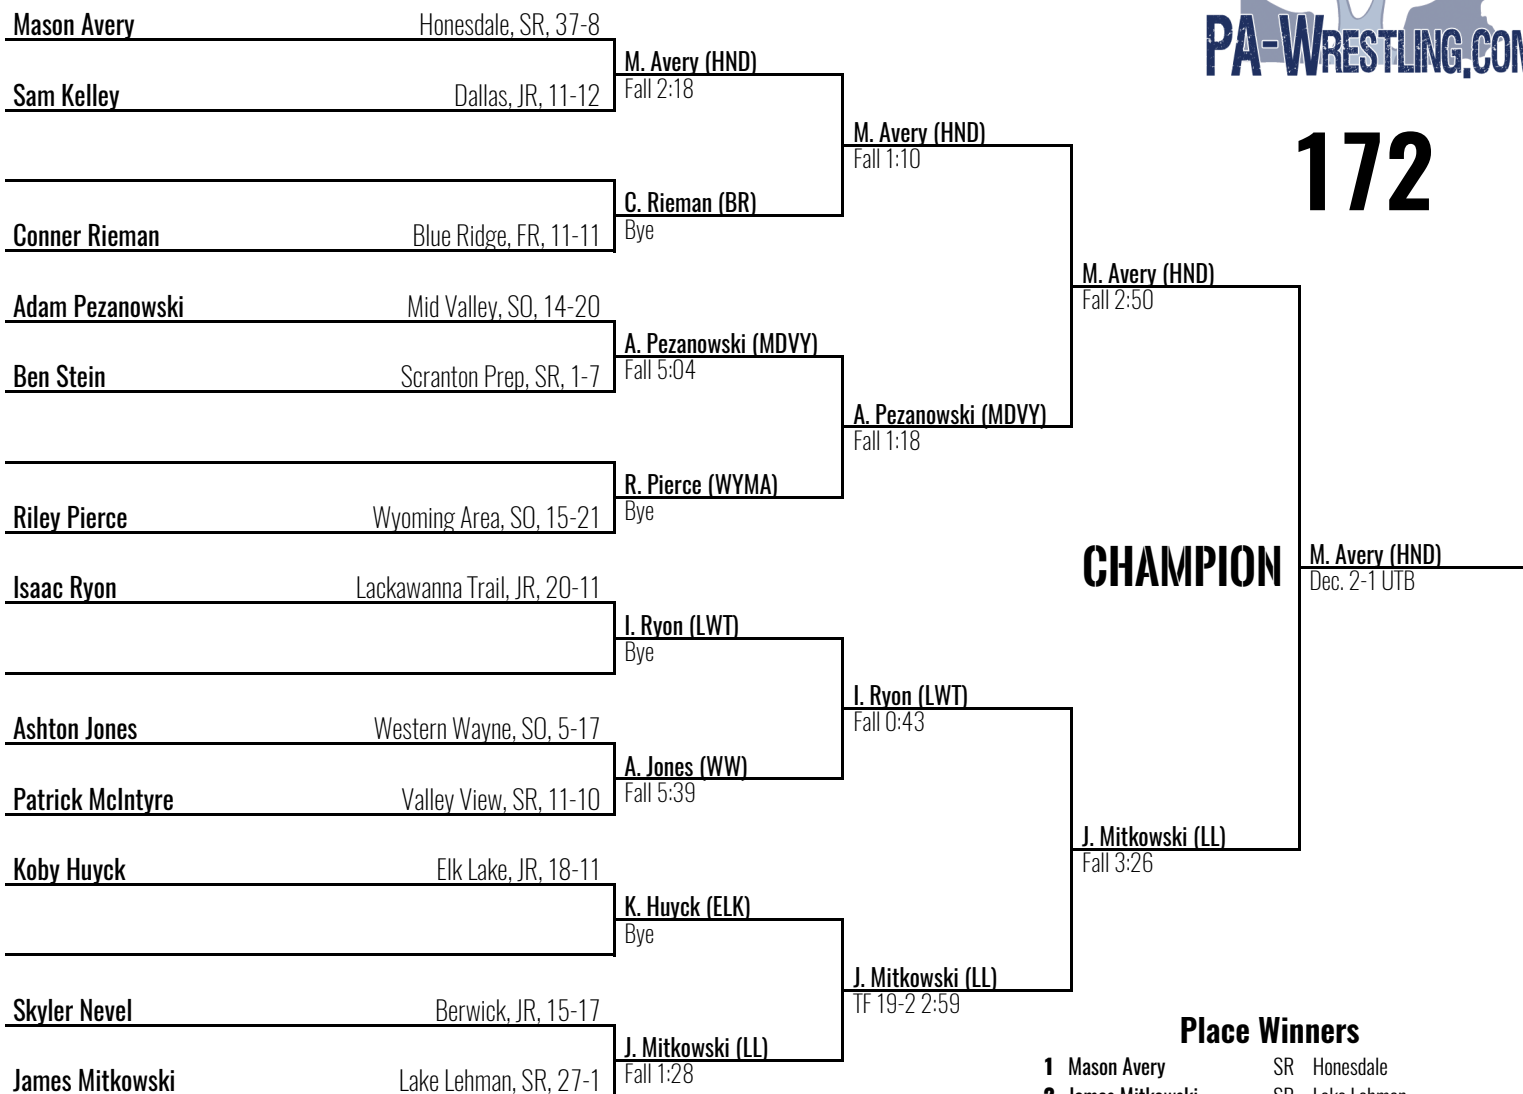 Mason Avery Honesdale, SR, 37-8
PA-WRESTLING.COM
M. Avery (HND)
Fall 2:18
Sam Kelley Dallas, JR, 11-12
M. Avery (HND)
Fall 1:10
172
C. Rieman (BR)
Bye
Conner Rieman Blue Ridge, FR, 11-11
M. Avery (HND)
Fall 2:50
Adam Pezanowski Mid Valley, SO, 14-20
A. Pezanowski (MDVY)
Fall 5:04
Ben Stein Scranton Prep, SR, 1-7
A. Pezanowski (MDVY)
Fall 1:18
R. Pierce (WYMA)
Bye
Riley Pierce Wyoming Area, SO, 15-21
CHAMPION
M. Avery (HND)
Dec. 2-1 UTB
Isaac Ryon Lackawanna Trail, JR, 20-11
I. Ryon (LWT)
Bye
I. Ryon (LWT)
Fall 0:43
Ashton Jones Western Wayne, SO, 5-17
A. Jones (WW)
Fall 5:39
Patrick McIntyre Valley View, SR, 11-10
J. Mitkowski (LL)
Fall 3:26
Koby Huyck Elk Lake, JR, 18-11
K. Huyck (ELK)
Bye
J. Mitkowski (LL)
TF 19-2 2:59
Skyler Nevel Berwick, JR, 15-17
J. Mitkowski (LL)
Fall 1:28
James Mitkowski Lake Lehman, SR, 27-1
Place Winners
1 Mason Avery SR Honesdale
2 James Mitkowski SR Lake Lehman